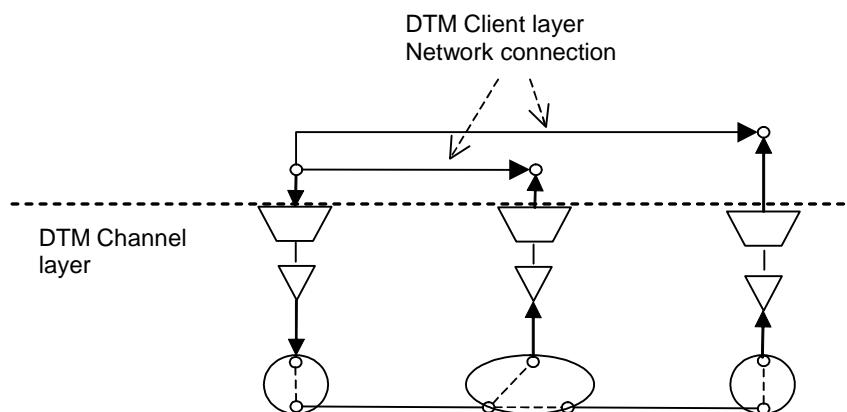 DTM Client layer
Network connection
DTM Channel
layer